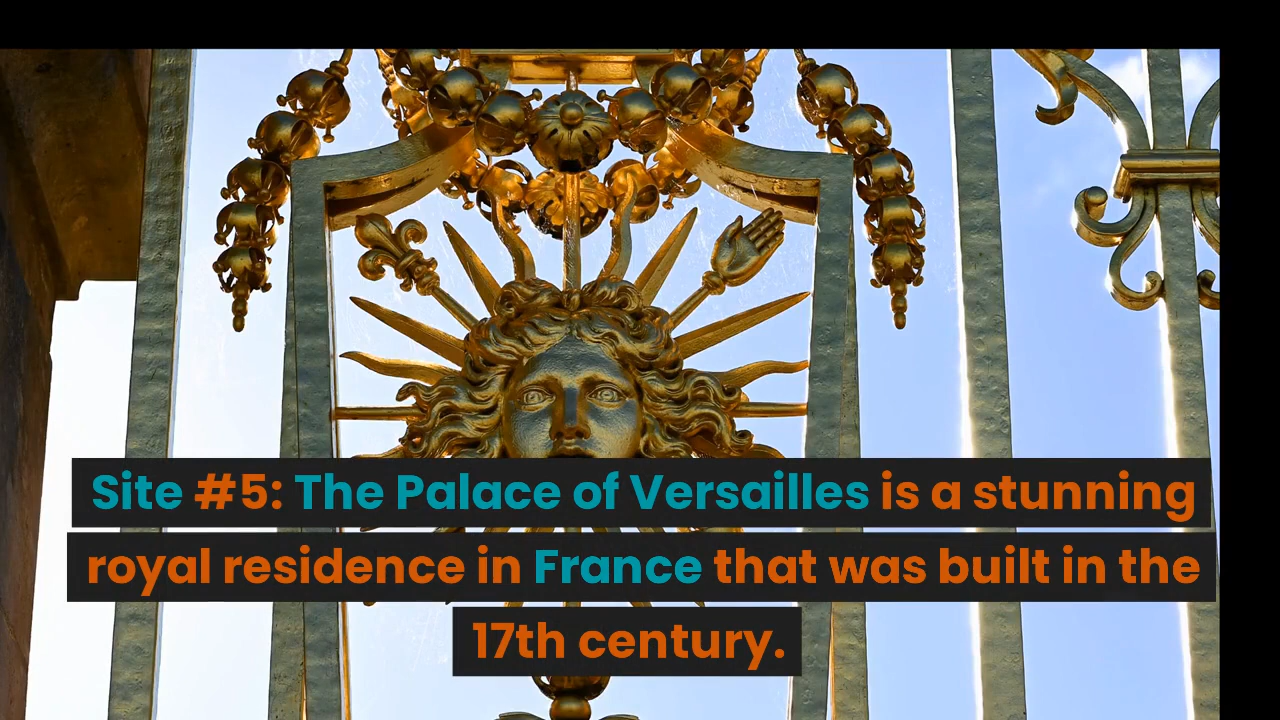 Site #5: The Palace of Versailles is a stunning
royal residence in France that was built in the
17th century.